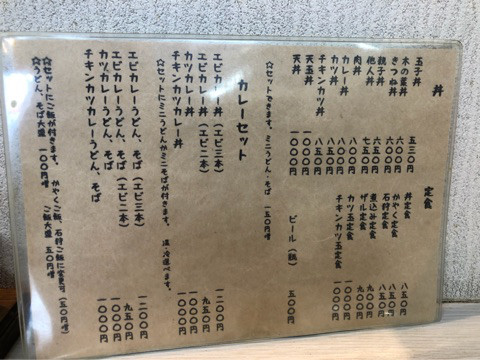 丼
玉子丼 五三〇円
木の葉丼 六〇〇円
きつね丼 六〇〇円
親子丼 六五〇円
他人丼 七五〇円
肉丼 八〇〇円
カレー丼 八〇〇円
カツ丼 八五〇円
チキンカツ丼 八五〇円
天玉丼 一〇〇〇円
天丼 一〇〇〇円
☆セットできます。ミニうどん・そば 一五〇円増
定食
丼定食 八五〇円
かやく定食 八五〇円
石狩定食 八五〇円
煮込み定食 九〇〇円
ザル定食 九〇〇円
カツ玉定食 一〇〇〇円
チキンカツ玉定食 一〇〇〇円
ビール(瓶) 五〇〇円
カレーセット
エビカレー丼(エビ三本) 一二〇〇円
エビカレー丼(エビ二本) 九五〇円
カツカレー丼 一〇〇〇円
チキンカツカレー丼 一〇〇〇円
☆セットにミニうどんかミニそばが付きます。 温・冷選べます。
エビカレーうどん、そば(エビ三本) 一二〇〇円
エビカレーうどん、そば(エビ二本) 九五〇円
カツカレーうどん、そば 一〇〇〇円
チキンカツカレーうどん、そば 一〇〇〇円
☆セットにご飯が付きます。 かやくご飯、石狩ご飯に変更可(五〇円増)
☆うどん、そば大盛 一〇〇円増 ご飯大盛 五〇円増